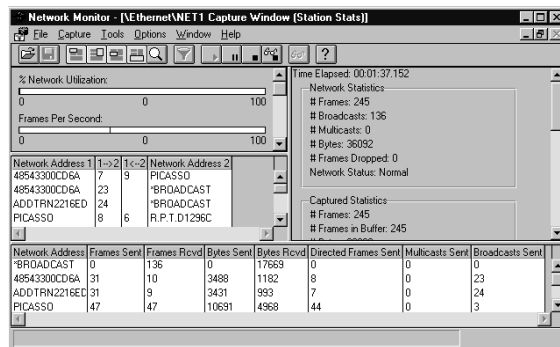 Network Monitor - [\Ethernet\NET1 Capture Window (Station Stats)]
File Capture Tools Options Window Help
% Network Utilization:
0 0 100
Frames Per Second:
0 0 100
Time Elapsed: 00:01:37.152
Network Statistics
# Frames: 245
# Broadcasts: 136
# Multicasts: 0
# Bytes: 36092
# Frames Dropped: 0
Network Status: Normal
Captured Statistics
# Frames: 245
# Frames in Buffer: 245
Network Address 1 1-->2 1<--2 Network Address 2
48543300CD6A 7 9 PICASSO
48543300CD6A 23 *BROADCAST
ADDTRN2216ED 24 *BROADCAST
PICASSO 8 6 R.P.T.D1296C
Network Address Frames Sent Frames Rcvd Bytes Sent Bytes Rcvd Directed Frames Sent Multicasts Sent Broadcasts Sent
*BROADCAST 0 136 0 17669 0 0 0
48543300CD6A 31 10 3488 1182 8 0 23
ADDTRN2216ED 31 9 3431 993 7 0 24
PICASSO 47 47 10691 4968 44 0 3